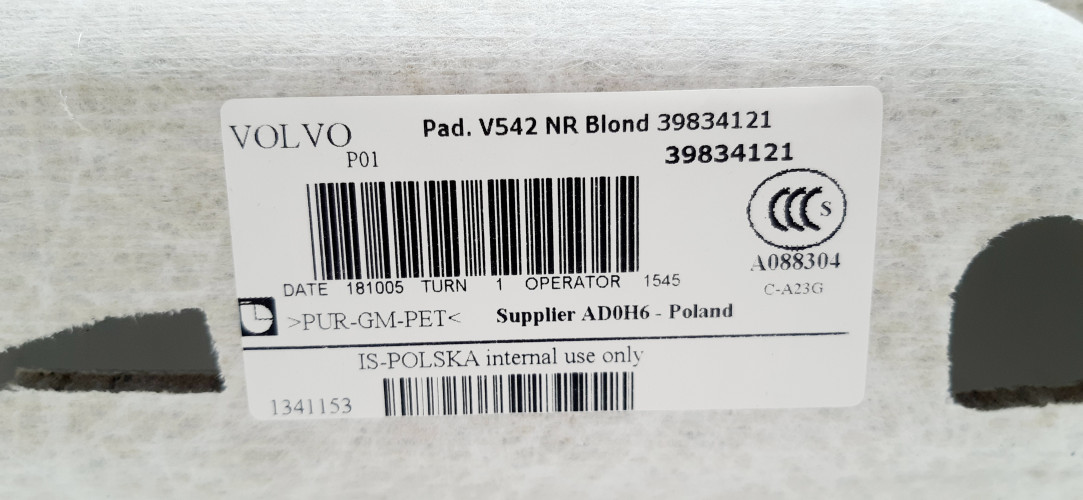 VOLVO
Pad. V542 NR Blond 39834121
P01
39834121
CCC S
A088304
C-A23G
DATE 181005 TURN 1 OPERATOR 1545
>PUR-GM-PET< Supplier AD0H6 - Poland
IS-POLSKA internal use only
1341153